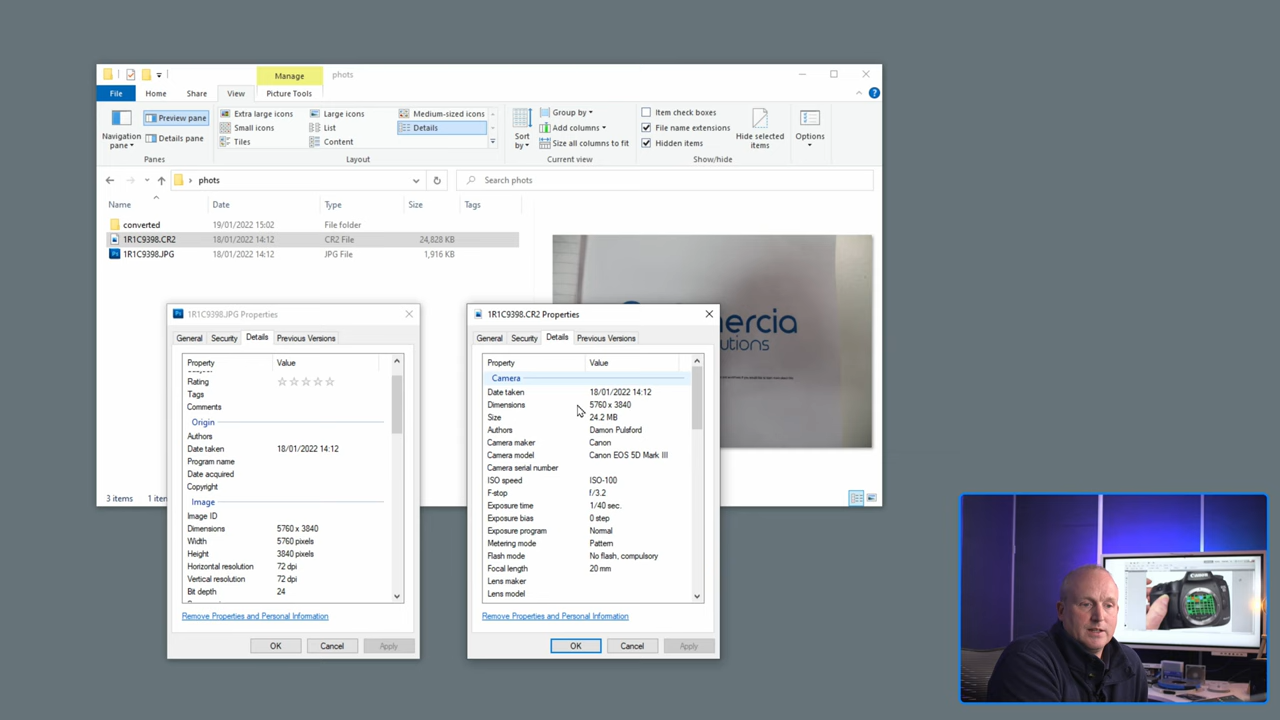 Manage
phots
File
Home
Share
View
Picture Tools
Navigation pane
Preview pane
Details pane
Panes
Extra large icons
Large icons
Medium-sized icons
Small icons
List
Details
Tiles
Content
Layout
Sort by
Group by
Add columns
Size all columns to fit
Current view
Item check boxes
File name extensions
Hidden items
Hide selected items
Show/hide
Options
phots
Search phots
Name Date Type Size Tags
converted 19/01/2022 15:02 File folder
1R1C9398.CR2 18/01/2022 14:12 CR2 File 24,828 KB
1R1C9398.JPG 18/01/2022 14:12 JPG File 1,916 KB
3 items
1R1C9398.JPG Properties
General Security Details Previous Versions
Property Value
Rating
Tags
Comments
Origin
Authors
Date taken 18/01/2022 14:12
Program name
Date acquired
Copyright
Image
Image ID
Dimensions 5760 x 3840
Width 5760 pixels
Height 3840 pixels
Horizontal resolution 72 dpi
Vertical resolution 72 dpi
Bit depth 24
Remove Properties and Personal Information
OK Cancel Apply
1R1C9398.CR2 Properties
General Security Details Previous Versions
Property Value
Camera
Date taken 18/01/2022 14:12
Dimensions 5760 x 3840
Size 24.2 MB
Authors Damon Pulsford
Camera maker Canon
Camera model Canon EOS 5D Mark III
Camera serial number
ISO speed ISO-100
F-stop f/3.2
Exposure time 1/40 sec.
Exposure bias 0 step
Exposure program Normal
Metering mode Pattern
Flash mode No flash, compulsory
Focal length 20 mm
Lens maker
Lens model
Remove Properties and Personal Information
OK Cancel Apply